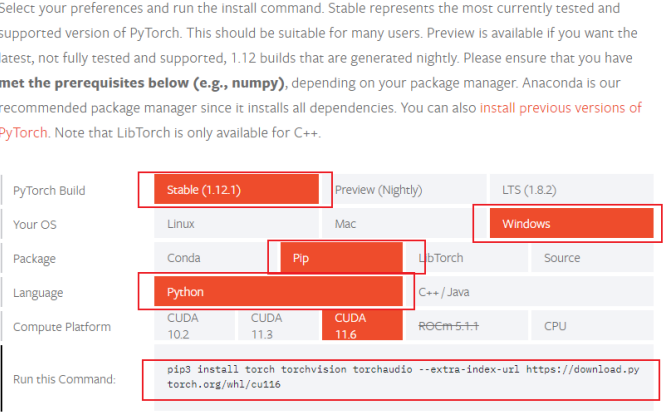 Select your preferences and run the install command. Stable represents the most currently tested and
supported version of PyTorch. This should be suitable for many users. Preview is available if you want the
latest, not fully tested and supported, 1.12 builds that are generated nightly. Please ensure that you have
met the prerequisites below (e.g., numpy), depending on your package manager. Anaconda is our
recommended package manager since it installs all dependencies. You can also install previous versions of
PyTorch. Note that LibTorch is only available for C++.
PyTorch Build Stable (1.12.1) Preview (Nightly) LTS (1.8.2)
Your OS Linux Mac Windows
Package Conda Pip LibTorch Source
Language Python C++ / Java
Compute Platform CUDA 10.2 CUDA 11.3 CUDA 11.6 ROCm 5.1.1 CPU
Run this Command: pip3 install torch torchvision torchaudio --extra-index-url https://download.py
torch.org/whl/cu116